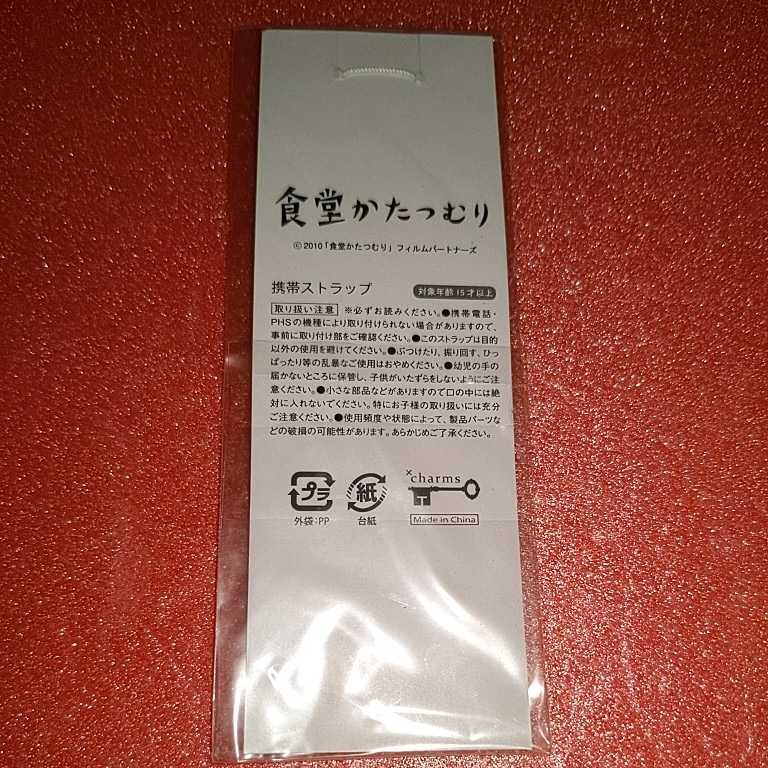 食堂かたつむり
©2010「食堂かたつむり」フィルムパートナーズ
携帯ストラップ 対象年齢15才以上
取り扱い注意 ※必ずお読みください。●携帯電話・
PHSの機種により取り付けられない場合がありますので、
事前に取り付け部をご確認ください。●このストラップは目的
以外の使用を避けてください。●ぶつけたり、振り回す、ひっ
ぱったり等の乱暴なご使用はおやめください。●幼児の手の
届かないところに保管し、子供がいたずらをしないようにご注
意ください。●小さな部品などがありますので口の中には絶
対に入れないでください。特にお子様の取り扱いには充分
ご注意ください。●使用頻度や状態によって、製品パーツな
どの破損の可能性があります。あらかじめご了承ください。
プラ 紙 ×charms
外袋:PP 台紙 Made in China